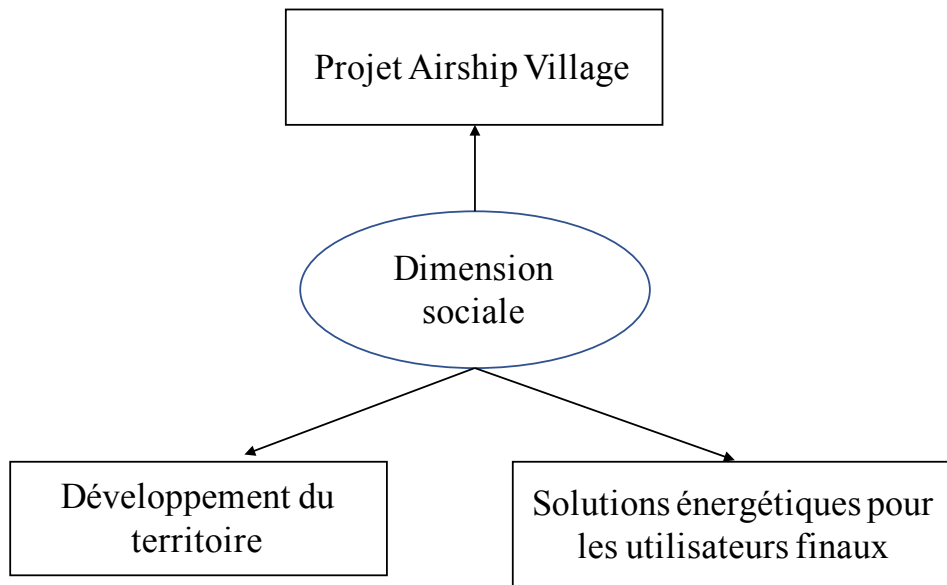 Projet Airship Village
Dimension
sociale
Développement du
territoire
Solutions énergétiques pour
les utilisateurs finaux